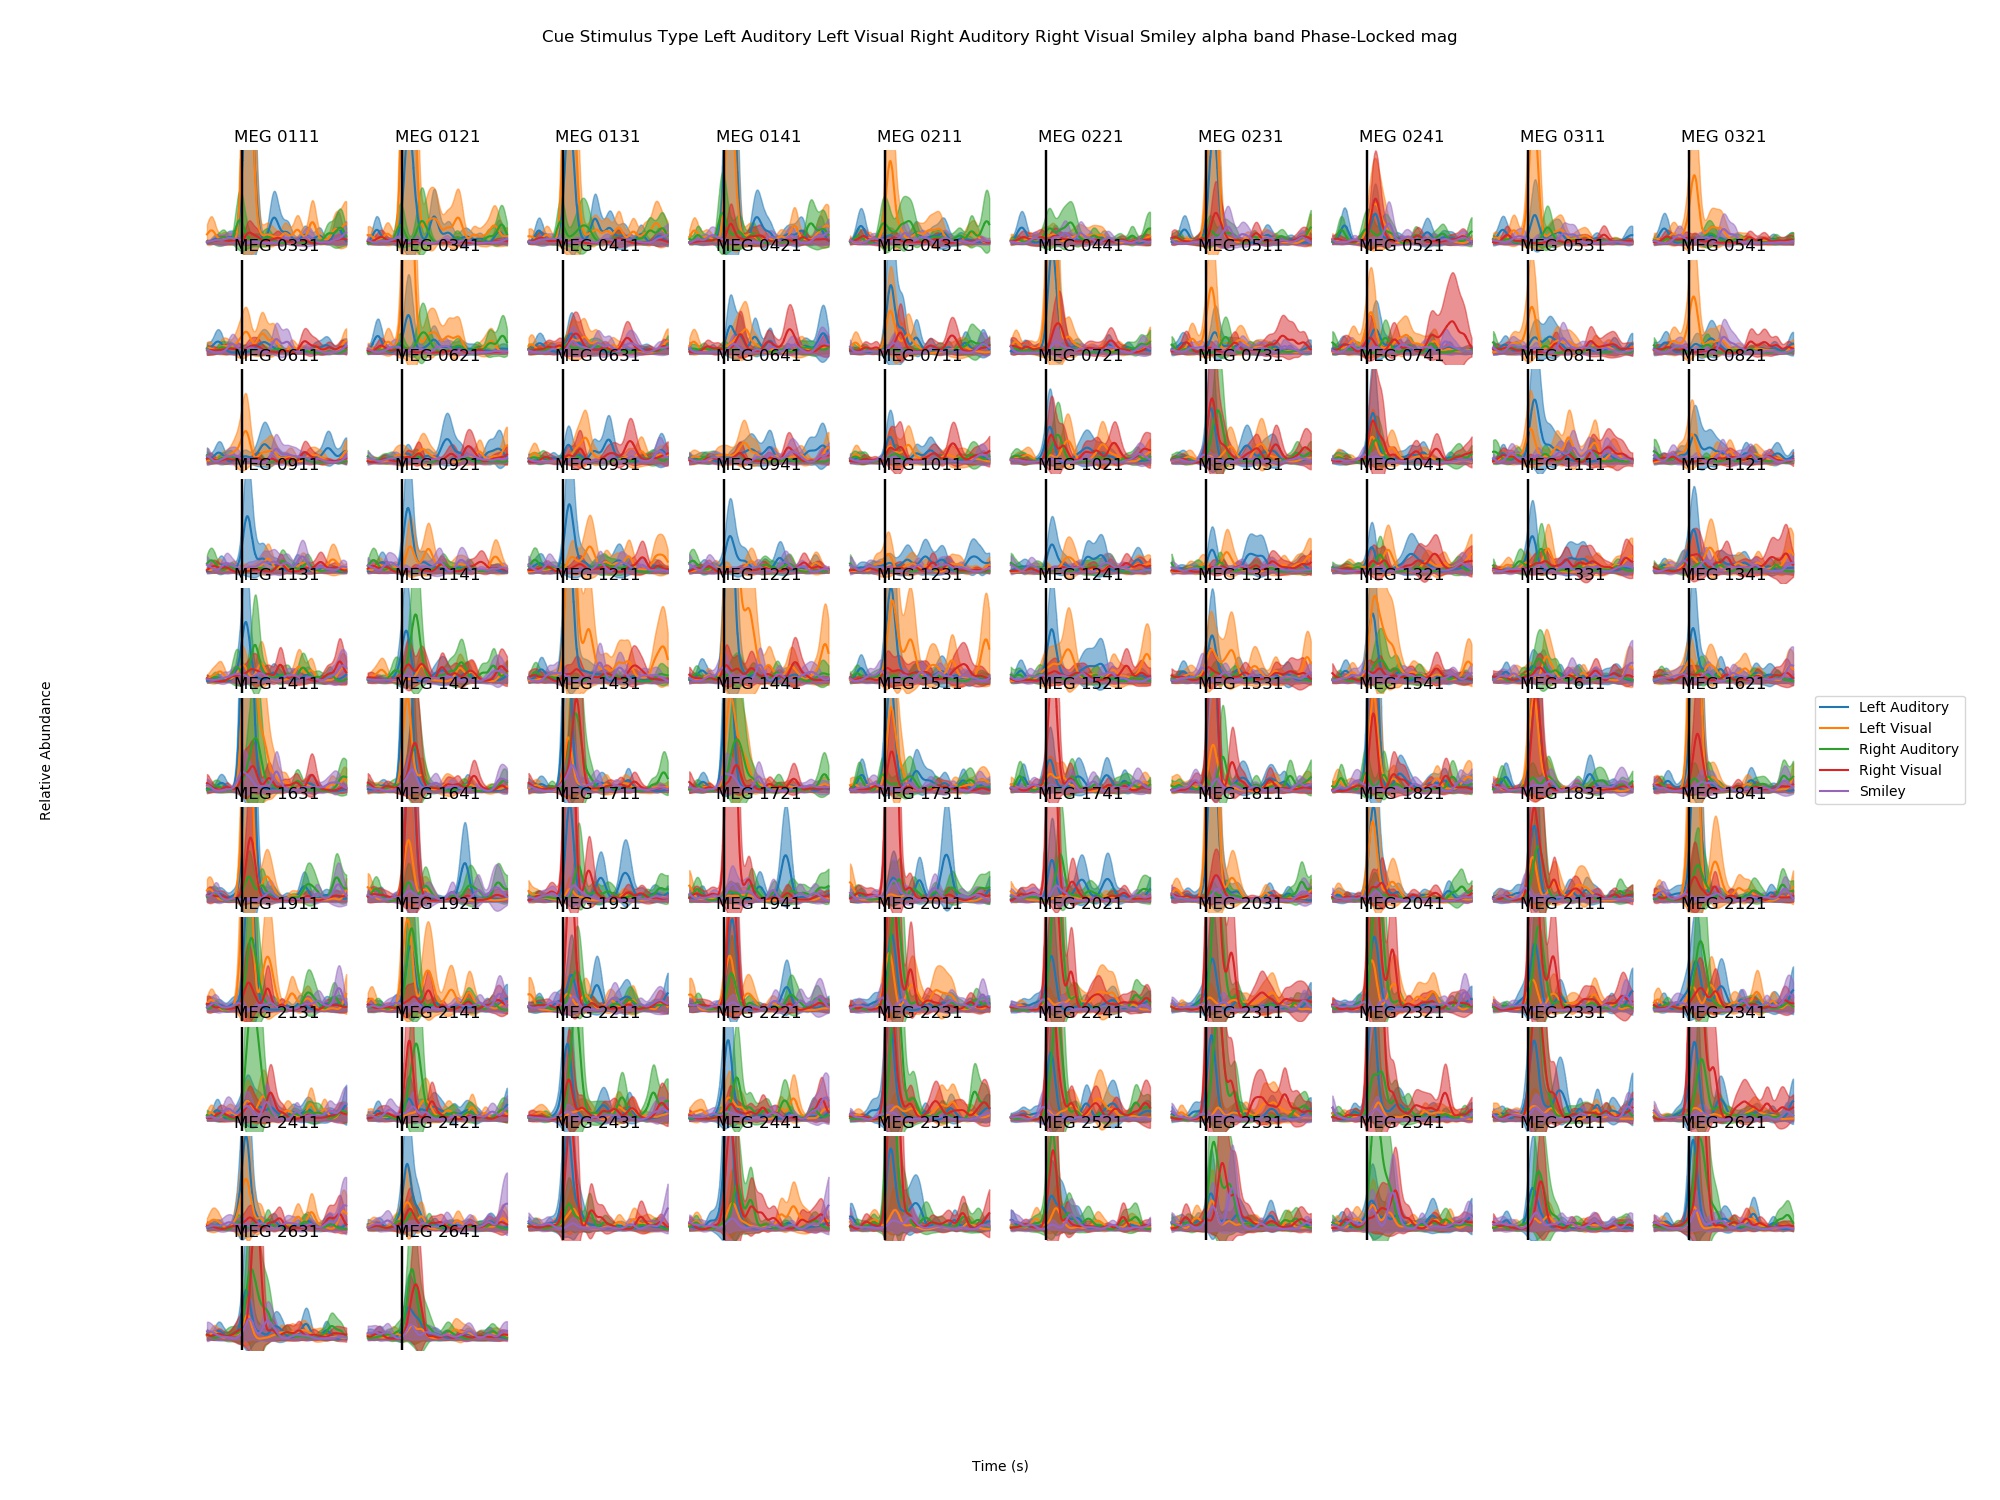 Cue Stimulus Type Left Auditory Left Visual Right Auditory Right Visual Smiley alpha band Phase-Locked mag
MEG 0111 MEG 0121 MEG 0131 MEG 0141 MEG 0211 MEG 0221 MEG 0231 MEG 0241 MEG 0311 MEG 0321
MEG 0331 MEG 0341 MEG 0411 MEG 0421 MEG 0431 MEG 0441 MEG 0511 MEG 0521 MEG 0531 MEG 0541
MEG 0611 MEG 0621 MEG 0631 MEG 0641 MEG 0711 MEG 0721 MEG 0731 MEG 0741 MEG 0811 MEG 0821
MEG 0911 MEG 0921 MEG 0931 MEG 0941 MEG 1011 MEG 1021 MEG 1031 MEG 1041 MEG 1111 MEG 1121
MEG 1131 MEG 1141 MEG 1211 MEG 1221 MEG 1231 MEG 1241 MEG 1311 MEG 1321 MEG 1331 MEG 1341
MEG 1411 MEG 1421 MEG 1431 MEG 1441 MEG 1511 MEG 1521 MEG 1531 MEG 1541 MEG 1611 MEG 1621
MEG 1631 MEG 1641 MEG 1711 MEG 1721 MEG 1731 MEG 1741 MEG 1811 MEG 1821 MEG 1831 MEG 1841
MEG 1911 MEG 1921 MEG 1931 MEG 1941 MEG 2011 MEG 2021 MEG 2031 MEG 2041 MEG 2111 MEG 2121
MEG 2131 MEG 2141 MEG 2211 MEG 2221 MEG 2231 MEG 2241 MEG 2311 MEG 2321 MEG 2331 MEG 2341
MEG 2411 MEG 2421 MEG 2431 MEG 2441 MEG 2511 MEG 2521 MEG 2531 MEG 2541 MEG 2611 MEG 2621
MEG 2631 MEG 2641
Relative Abundance
Left Auditory
Left Visual
Right Auditory
Right Visual
Smiley
Time (s)